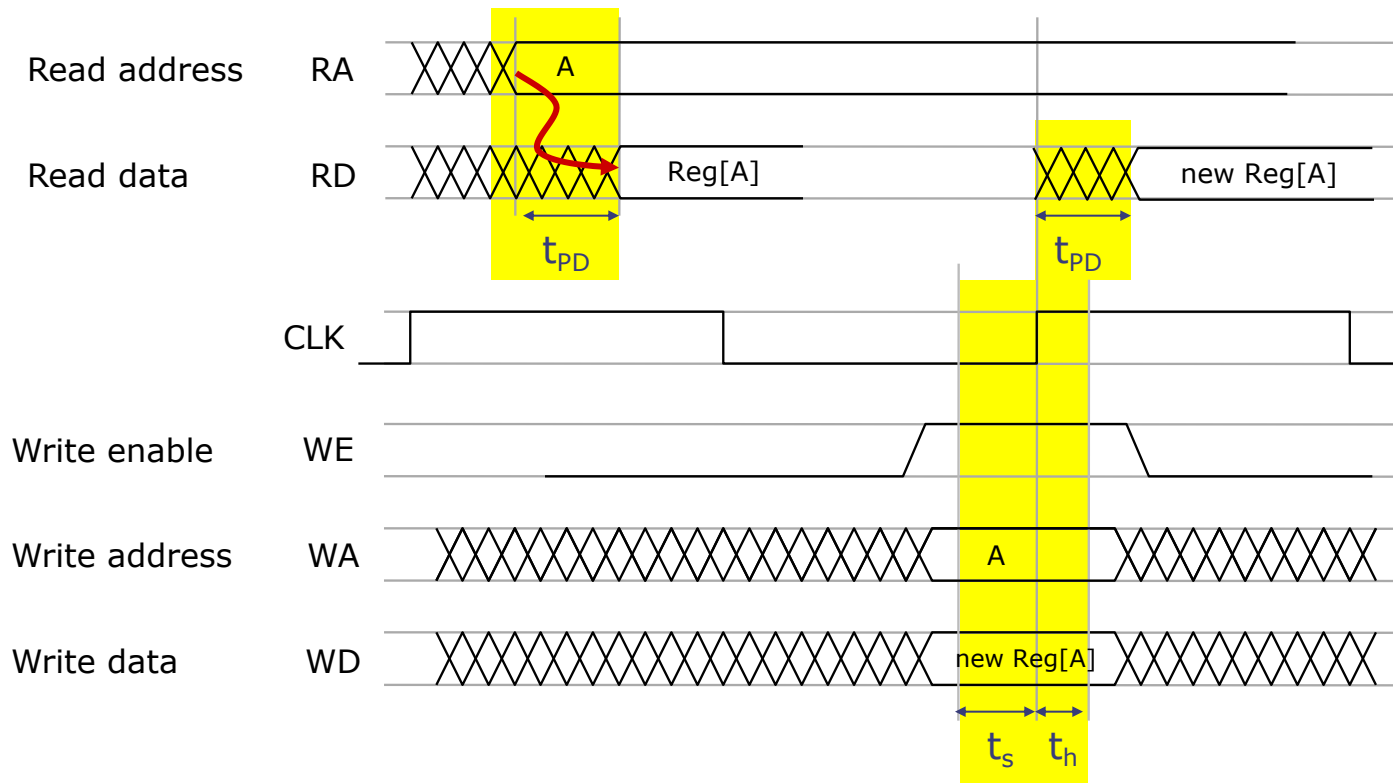 Read address RA A
Read data RD Reg[A] new Reg[A]
tPD tPD
CLK
Write enable WE
Write address WA A
Write data WD new Reg[A]
ts th